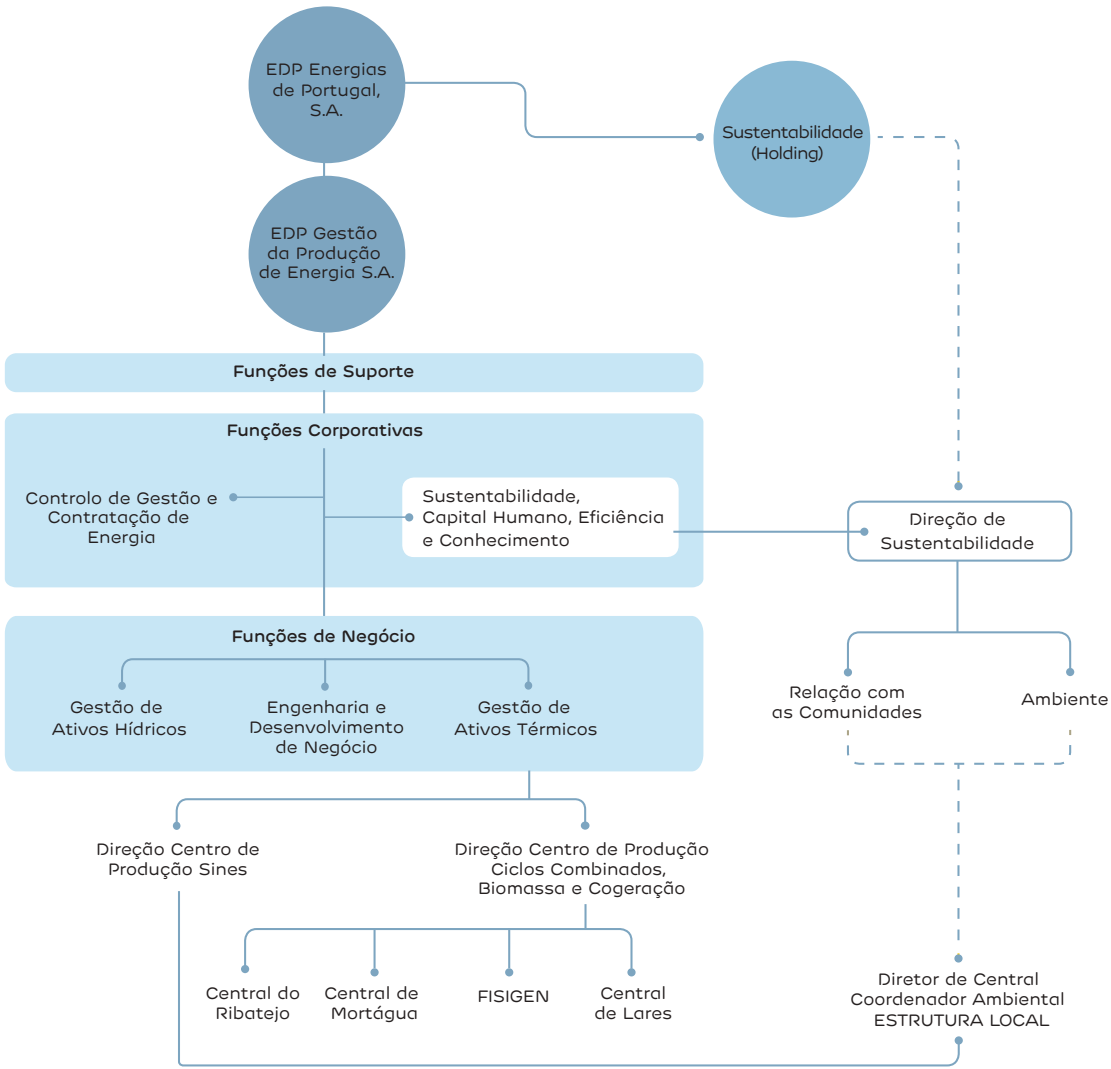 EDP Energias
de Portugal,
S.A.
Sustentabilidade
(Holding)
EDP Gestão
da Produção
de Energia S.A.
Funções de Suporte
Funções Corporativas
Controlo de Gestão e
Contratação de
Energia
Sustentabilidade,
Capital Humano, Eficiência
e Conhecimento
Direção de
Sustentabilidade
Funções de Negócio
Gestão de
Ativos Hídricos
Engenharia e
Desenvolvimento
de Negócio
Gestão de
Ativos Térmicos
Relação com
as Comunidades
Ambiente
Direção Centro de
Produção Sines
Direção Centro de Produção
Ciclos Combinados,
Biomassa e Cogeração
Central do
Ribatejo
Central de
Mortágua
FISIGEN
Central
de Lares
Diretor de Central
Coordenador Ambiental
ESTRUTURA LOCAL